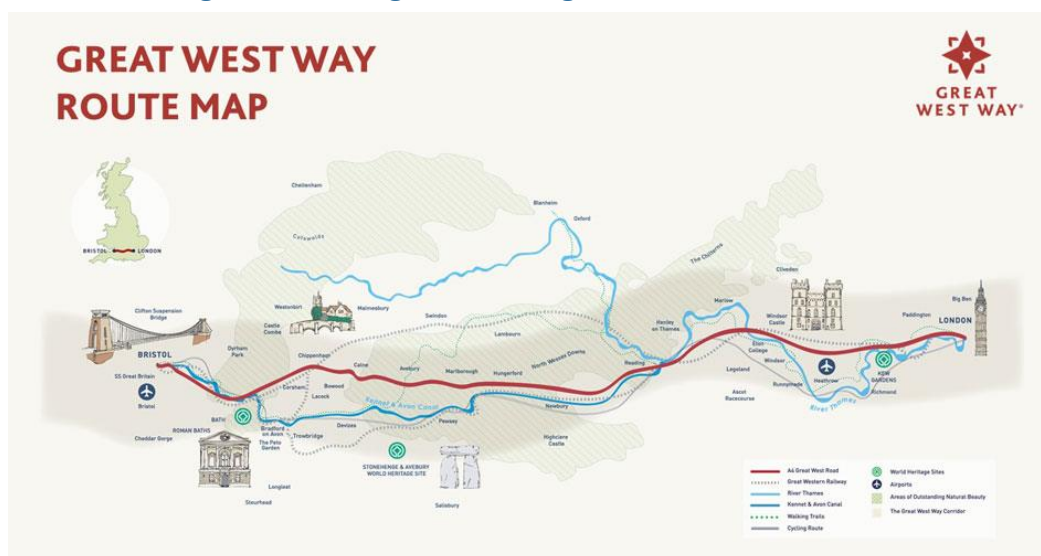 GREAT WEST WAY
ROUTE MAP
GREAT
WEST WAY®
BRISTOL
LONDON
Cheltenham
Cotswolds
Blenheim
Oxford
The Chilterns
Cliveden
Clifton Suspension
Bridge
Westonbirt
Malmesbury
Castle
Combe
Swindon
Lambourn
Henley
on Thames
Marlow
Windsor
Castle
Big Ben
Paddington
LONDON
BRISTOL
Dyrham
Park
Chippenham
Calne
Avebury
Marlborough
Hungerford
North Wessex Downs
Reading
Eton
College
Windsor
Heathrow
KEW
GARDENS
Richmond
SS Great Britain
Bristol
Corsham
Bowood
Lacock
Legoland
Ascot
Racecourse
Runnymede
River Thames
Kennet & Avon Canal
Newbury
BATH
ROMAN BATHS
Bradford
on Avon
The Peto
Garden
Trowbridge
Devizes
Pewsey
Highclere
Castle
Cheddar Gorge
STONEHENGE & AVEBURY
WORLD HERITAGE SITE
Longleat
Stourhead
Salisbury
A4 Great West Road
Great Western Railway
River Thames
Kennet & Avon Canal
Walking Trails
Cycling Route
World Heritage Sites
Airports
Areas of Outstanding Natural Beauty
The Great West Way Corridor